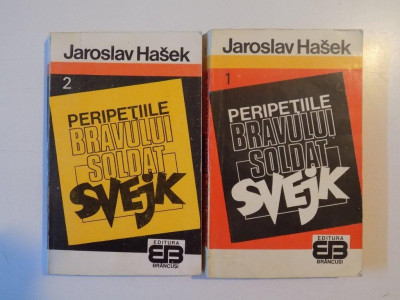 Jaroslav Hašek
2
PERIPEȚIILE
BRAVULUI
SOLDAT
SVEJK
EDITURA
EB
BRÂNCUȘI
Jaroslav Hašek
1
PERIPEȚIILE
BRAVULUI
SOLDAT
SVEJK
EDITURA
EB
BRÂNCUȘI